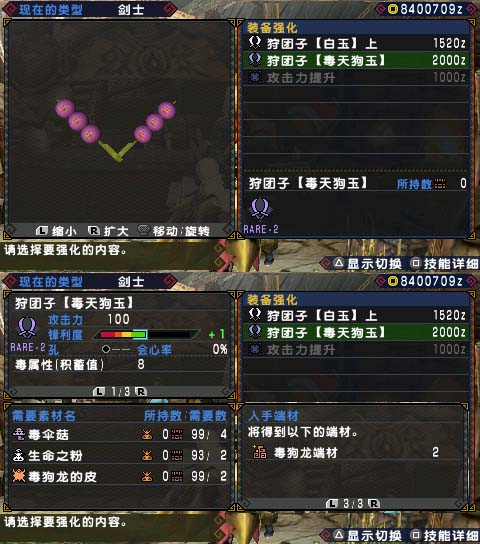 现在的类型 剑士
8400709z
装备强化
狩团子【白玉】上 1520z
狩团子【毒天狗玉】 2000z
攻击力提升 1000z
狩团子【毒天狗玉】 所持数 0
RARE-2
L 缩小 R 扩大 移动/旋转
请选择要强化的内容。
△ 显示切换 □ 技能详细
现在的类型 剑士
8400709z
狩团子【毒天狗玉】
攻击力 100
锋利度 +1
RARE-2 孔 ○—— 会心率 0%
毒属性(积蓄值) 8
L 1/3 R
装备强化
狩团子【白玉】上 1520z
狩团子【毒天狗玉】 2000z
攻击力提升 1000z
需要素材名 所持数/需要数
毒伞菇 0 99/ 4
生命之粉 0 93/ 2
毒狗龙的皮 0 99/ 2
入手端材
将得到以下的端材。
毒狗龙端材 2
L 3/3 R
请选择要强化的内容。
△ 显示切换 □ 技能详细